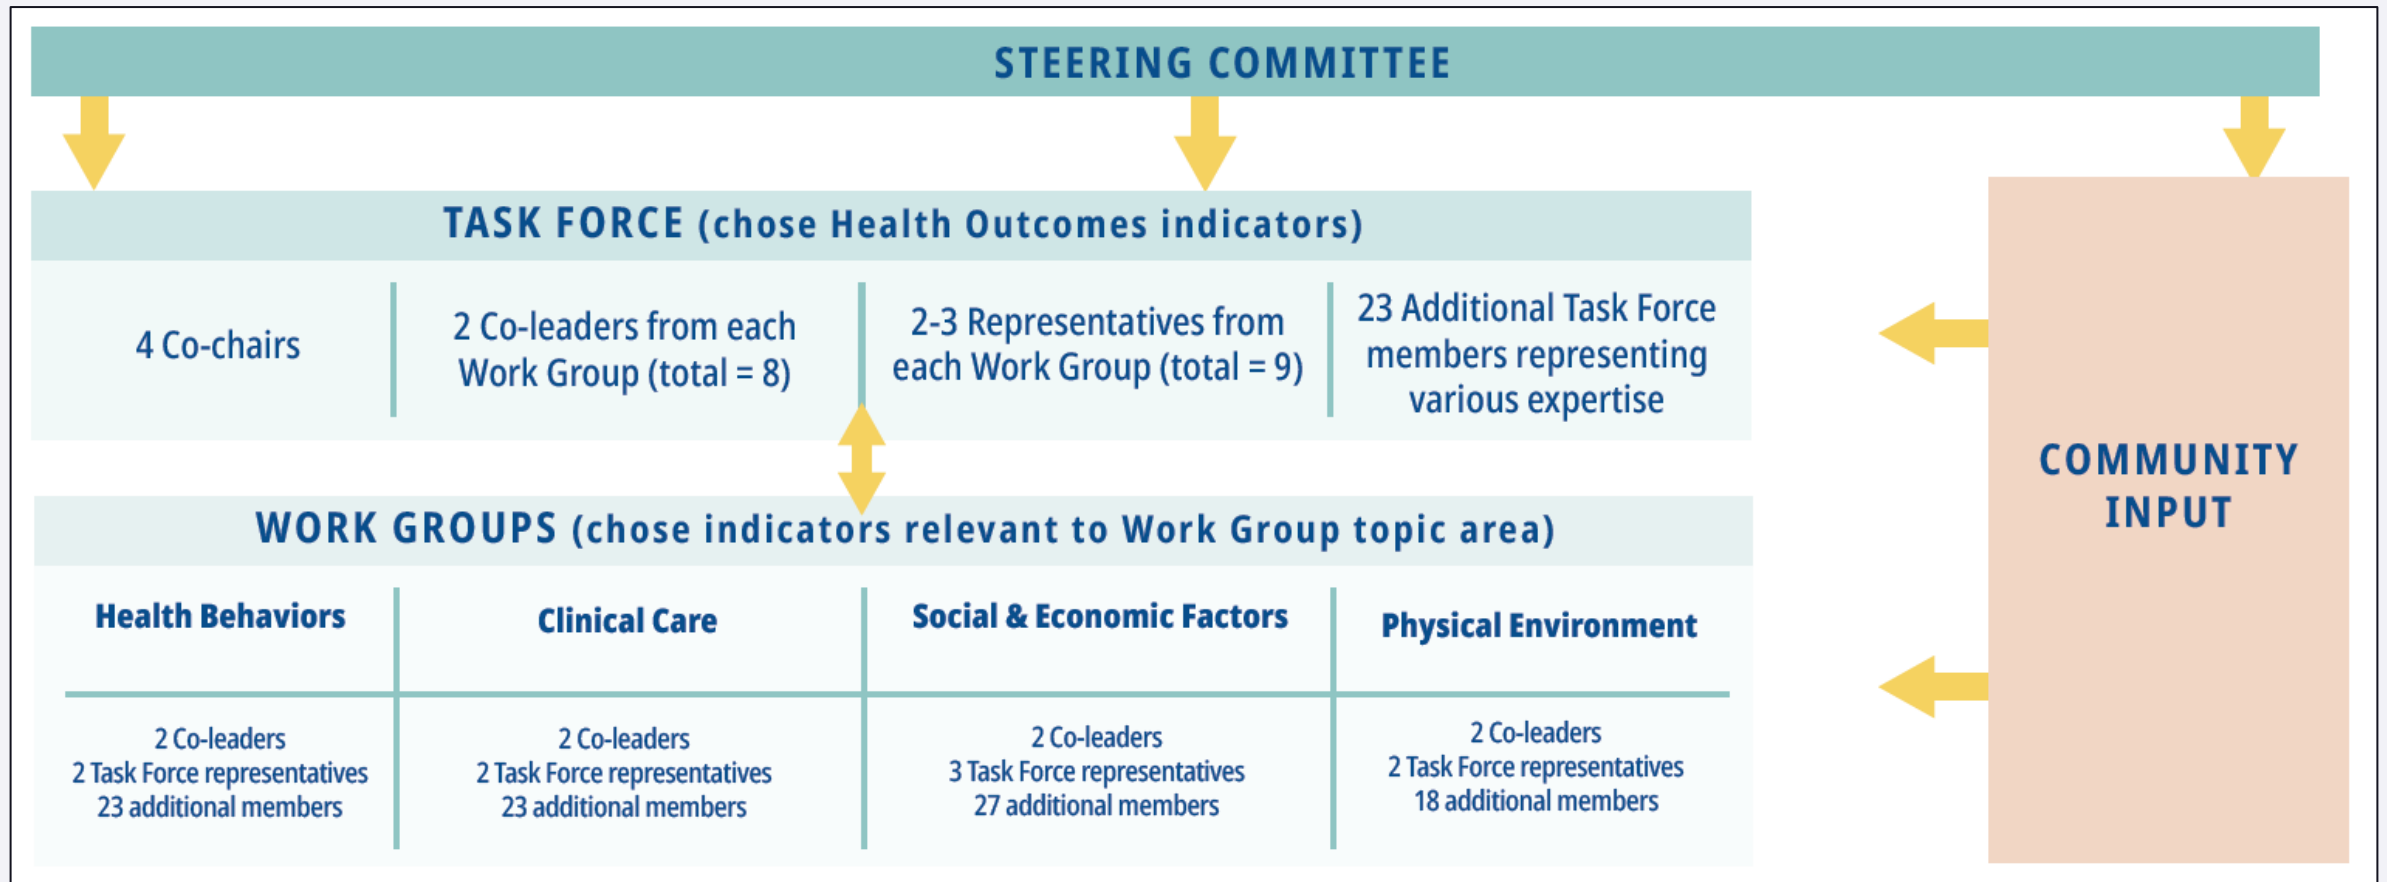 STEERING COMMITTEE
TASK FORCE (chose Health Outcomes indicators)
4 Co-chairs
2 Co-leaders from each
Work Group (total = 8)
2-3 Representatives from
each Work Group (total = 9)
23 Additional Task Force
members representing
various expertise
WORK GROUPS (chose indicators relevant to Work Group topic area)
Health Behaviors
2 Co-leaders
2 Task Force representatives
23 additional members
Clinical Care
2 Co-leaders
2 Task Force representatives
23 additional members
Social & Economic Factors
2 Co-leaders
3 Task Force representatives
27 additional members
Physical Environment
2 Co-leaders
2 Task Force representatives
18 additional members
COMMUNITY
INPUT